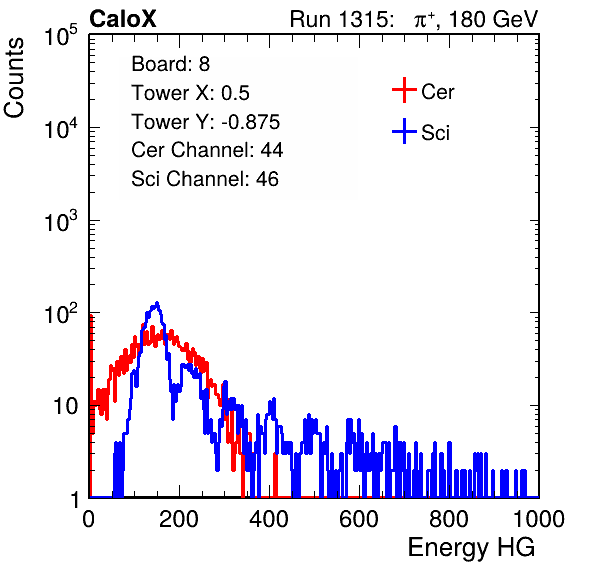 CaloX Run 1315: π⁺, 180 GeV
Counts
10⁵
10⁴
10³
10²
10
1
Board: 8
Tower X: 0.5
Tower Y: -0.875
Cer Channel: 44
Sci Channel: 46
Cer
Sci
0 200 400 600 800 1000
Energy HG